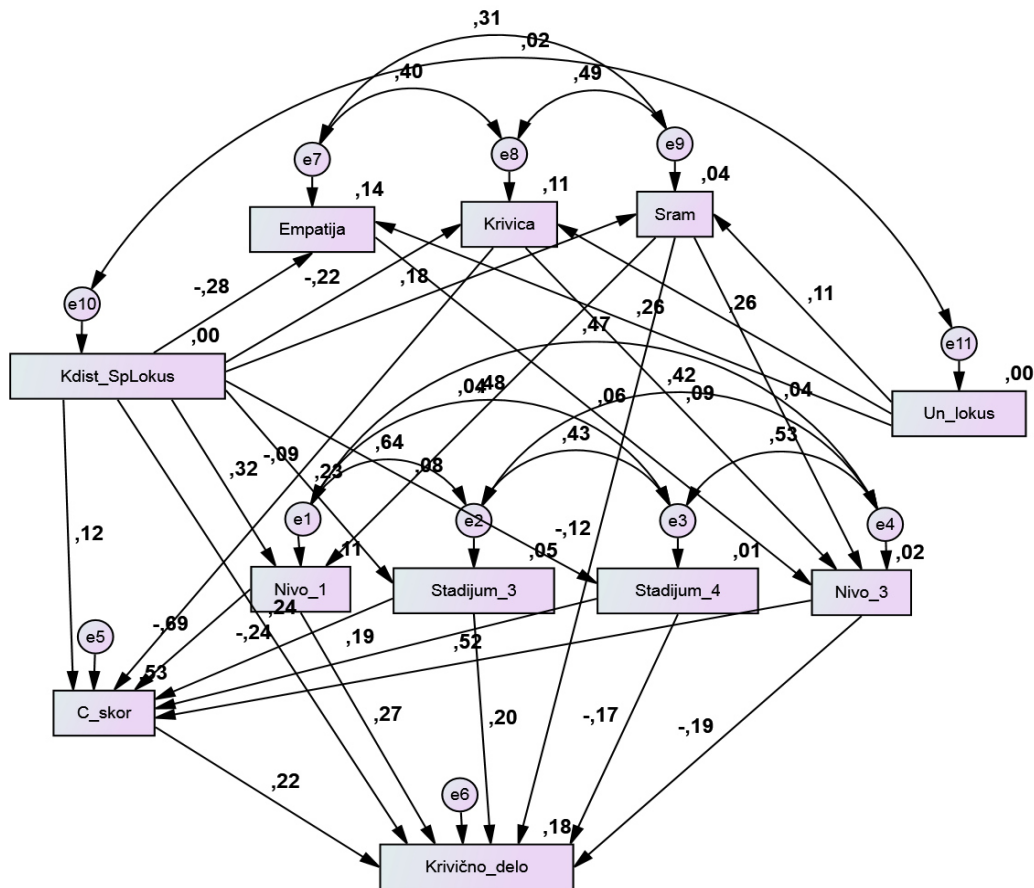 ,31
,02
,40
,49
e7
e8
e9
,14
,11
,04
Empatija
Krivica
Sram
-,28
-,22
,18
,26
,26
,11
e10
,00
,47
e11
,00
Kdist_SpLokus
Un_lokus
,04
,48
,06
,42
,09
,04
-,09
,64
,43
,53
,32
,23
,08
e1
e2
e3
e4
,12
,11
,05
-,12
,01
,02
Nivo_1
Stadijum_3
Stadijum_4
Nivo_3
-,69
-,24
,24
,19
,52
e5
,53
C_skor
,27
,20
-,17
-,19
,22
e6
,18
Krivično_delo